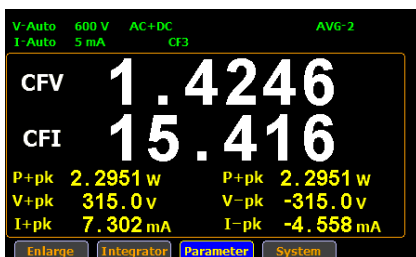 V-Auto 600 V AC+DC AVG-2
I-Auto 5 mA CF3
CFV 1.4246
CFI 15.416
P+pk 2.2951 w P+pk 2.2951 w
V+pk 315.0 v V-pk -315.0 v
I+pk 7.302 mA I-pk -4.558 mA
Enlarge Integrator Parameter System